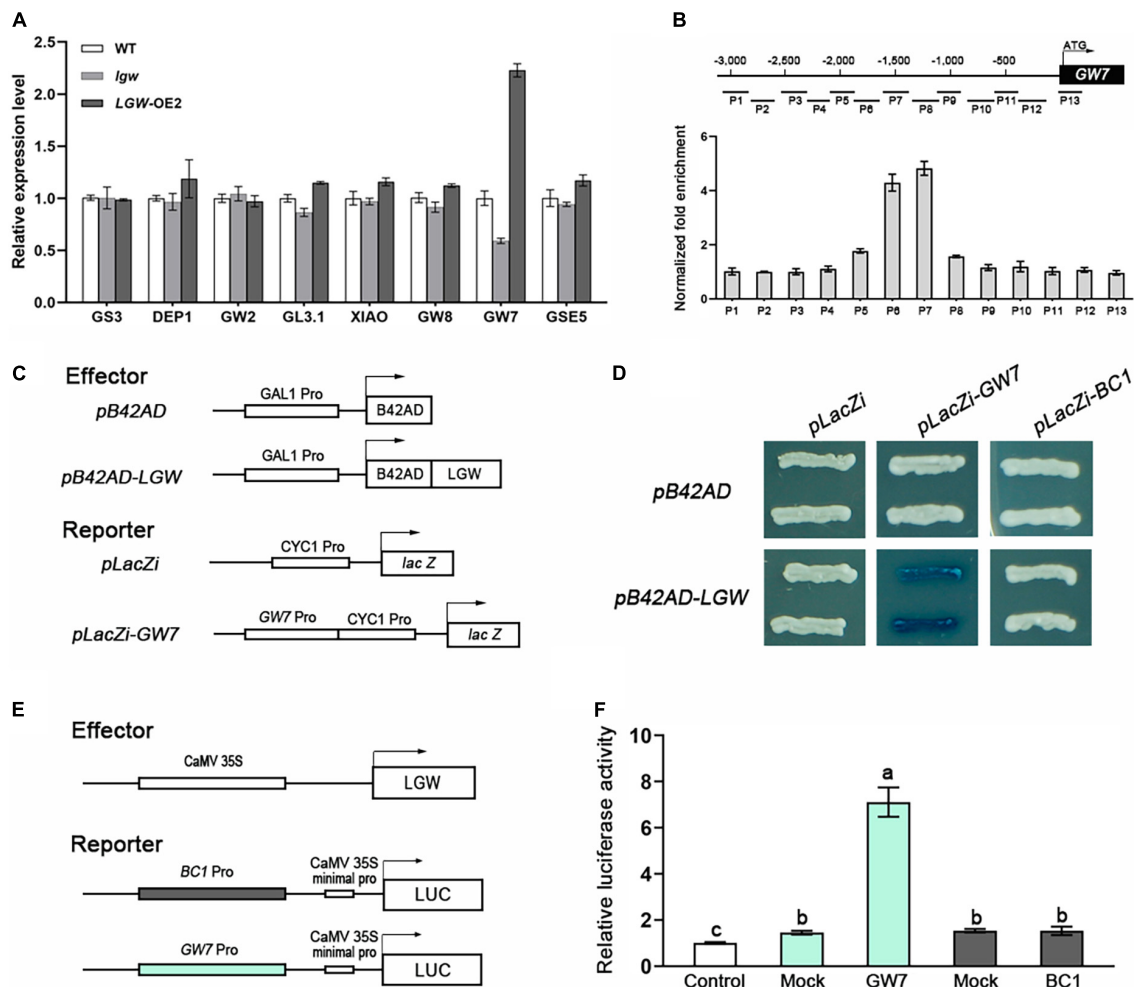 A
Relative expression level
2.5
2.0
1.5
1.0
0.5
0.0
WT
lgw
LGW-OE2
GS3 DEP1 GW2 GL3.1 XIAO GW8 GW7 GSE5
B
-3,000 -2,500 -2,000 -1,500 -1,000 -500
ATG
GW7
P1 P2 P3 P4 P5 P6 P7 P8 P9 P10 P11 P12 P13
Normalized fold enrichment
6
4
2
0
P1 P2 P3 P4 P5 P6 P7 P8 P9 P10 P11 P12 P13
C
Effector
GAL1 Pro
pB42AD
B42AD
GAL1 Pro
pB42AD-LGW
B42AD LGW
Reporter
CYC1 Pro
pLacZi
lac Z
GW7 Pro CYC1 Pro
pLacZi-GW7
lac Z
D
pLacZi pLacZi-GW7 pLacZi-BC1
pB42AD
pB42AD-LGW
E
Effector
CaMV 35S
LGW
Reporter
BC1 Pro
CaMV 35S
minimal pro
LUC
GW7 Pro
CaMV 35S
minimal pro
LUC
F
Relative luciferase activity
10
8
6
4
2
0
c b a b b
Control Mock GW7 Mock BC1